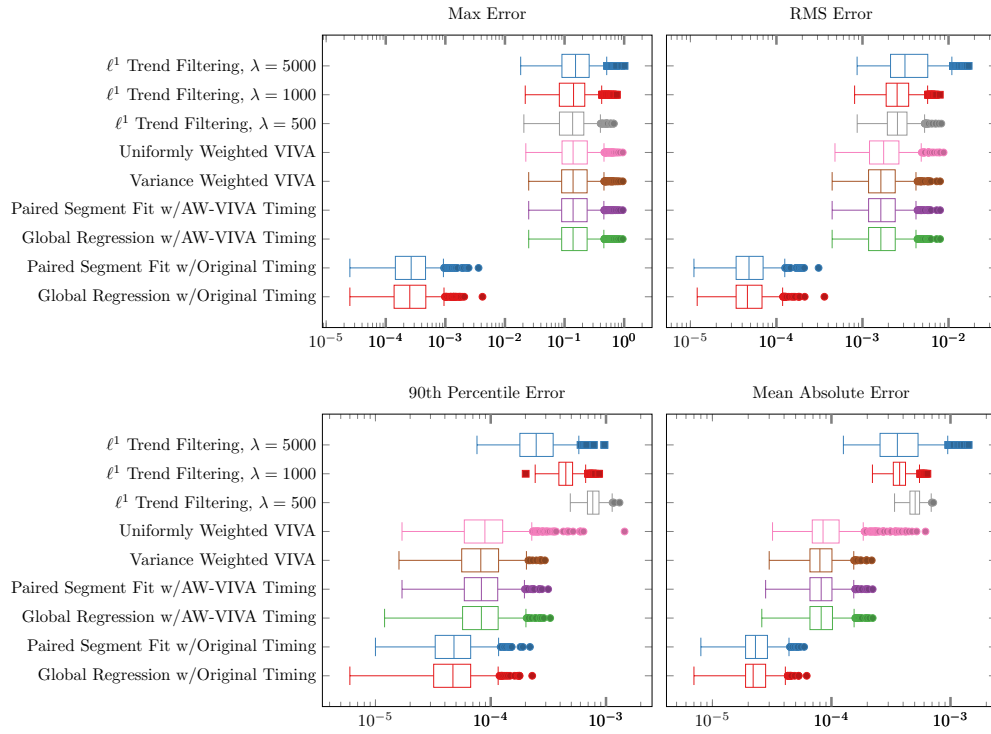 Max Error
RMS Error
ℓ¹ Trend Filtering, λ = 5000
ℓ¹ Trend Filtering, λ = 1000
ℓ¹ Trend Filtering, λ = 500
Uniformly Weighted VIVA
Variance Weighted VIVA
Paired Segment Fit w/AW-VIVA Timing
Global Regression w/AW-VIVA Timing
Paired Segment Fit w/Original Timing
Global Regression w/Original Timing
10⁻⁵ 10⁻⁴ 10⁻³ 10⁻² 10⁻¹ 10⁰
10⁻⁵ 10⁻⁴ 10⁻³ 10⁻²
90th Percentile Error
Mean Absolute Error
ℓ¹ Trend Filtering, λ = 5000
ℓ¹ Trend Filtering, λ = 1000
ℓ¹ Trend Filtering, λ = 500
Uniformly Weighted VIVA
Variance Weighted VIVA
Paired Segment Fit w/AW-VIVA Timing
Global Regression w/AW-VIVA Timing
Paired Segment Fit w/Original Timing
Global Regression w/Original Timing
10⁻⁵ 10⁻⁴ 10⁻³
10⁻⁵ 10⁻⁴ 10⁻³